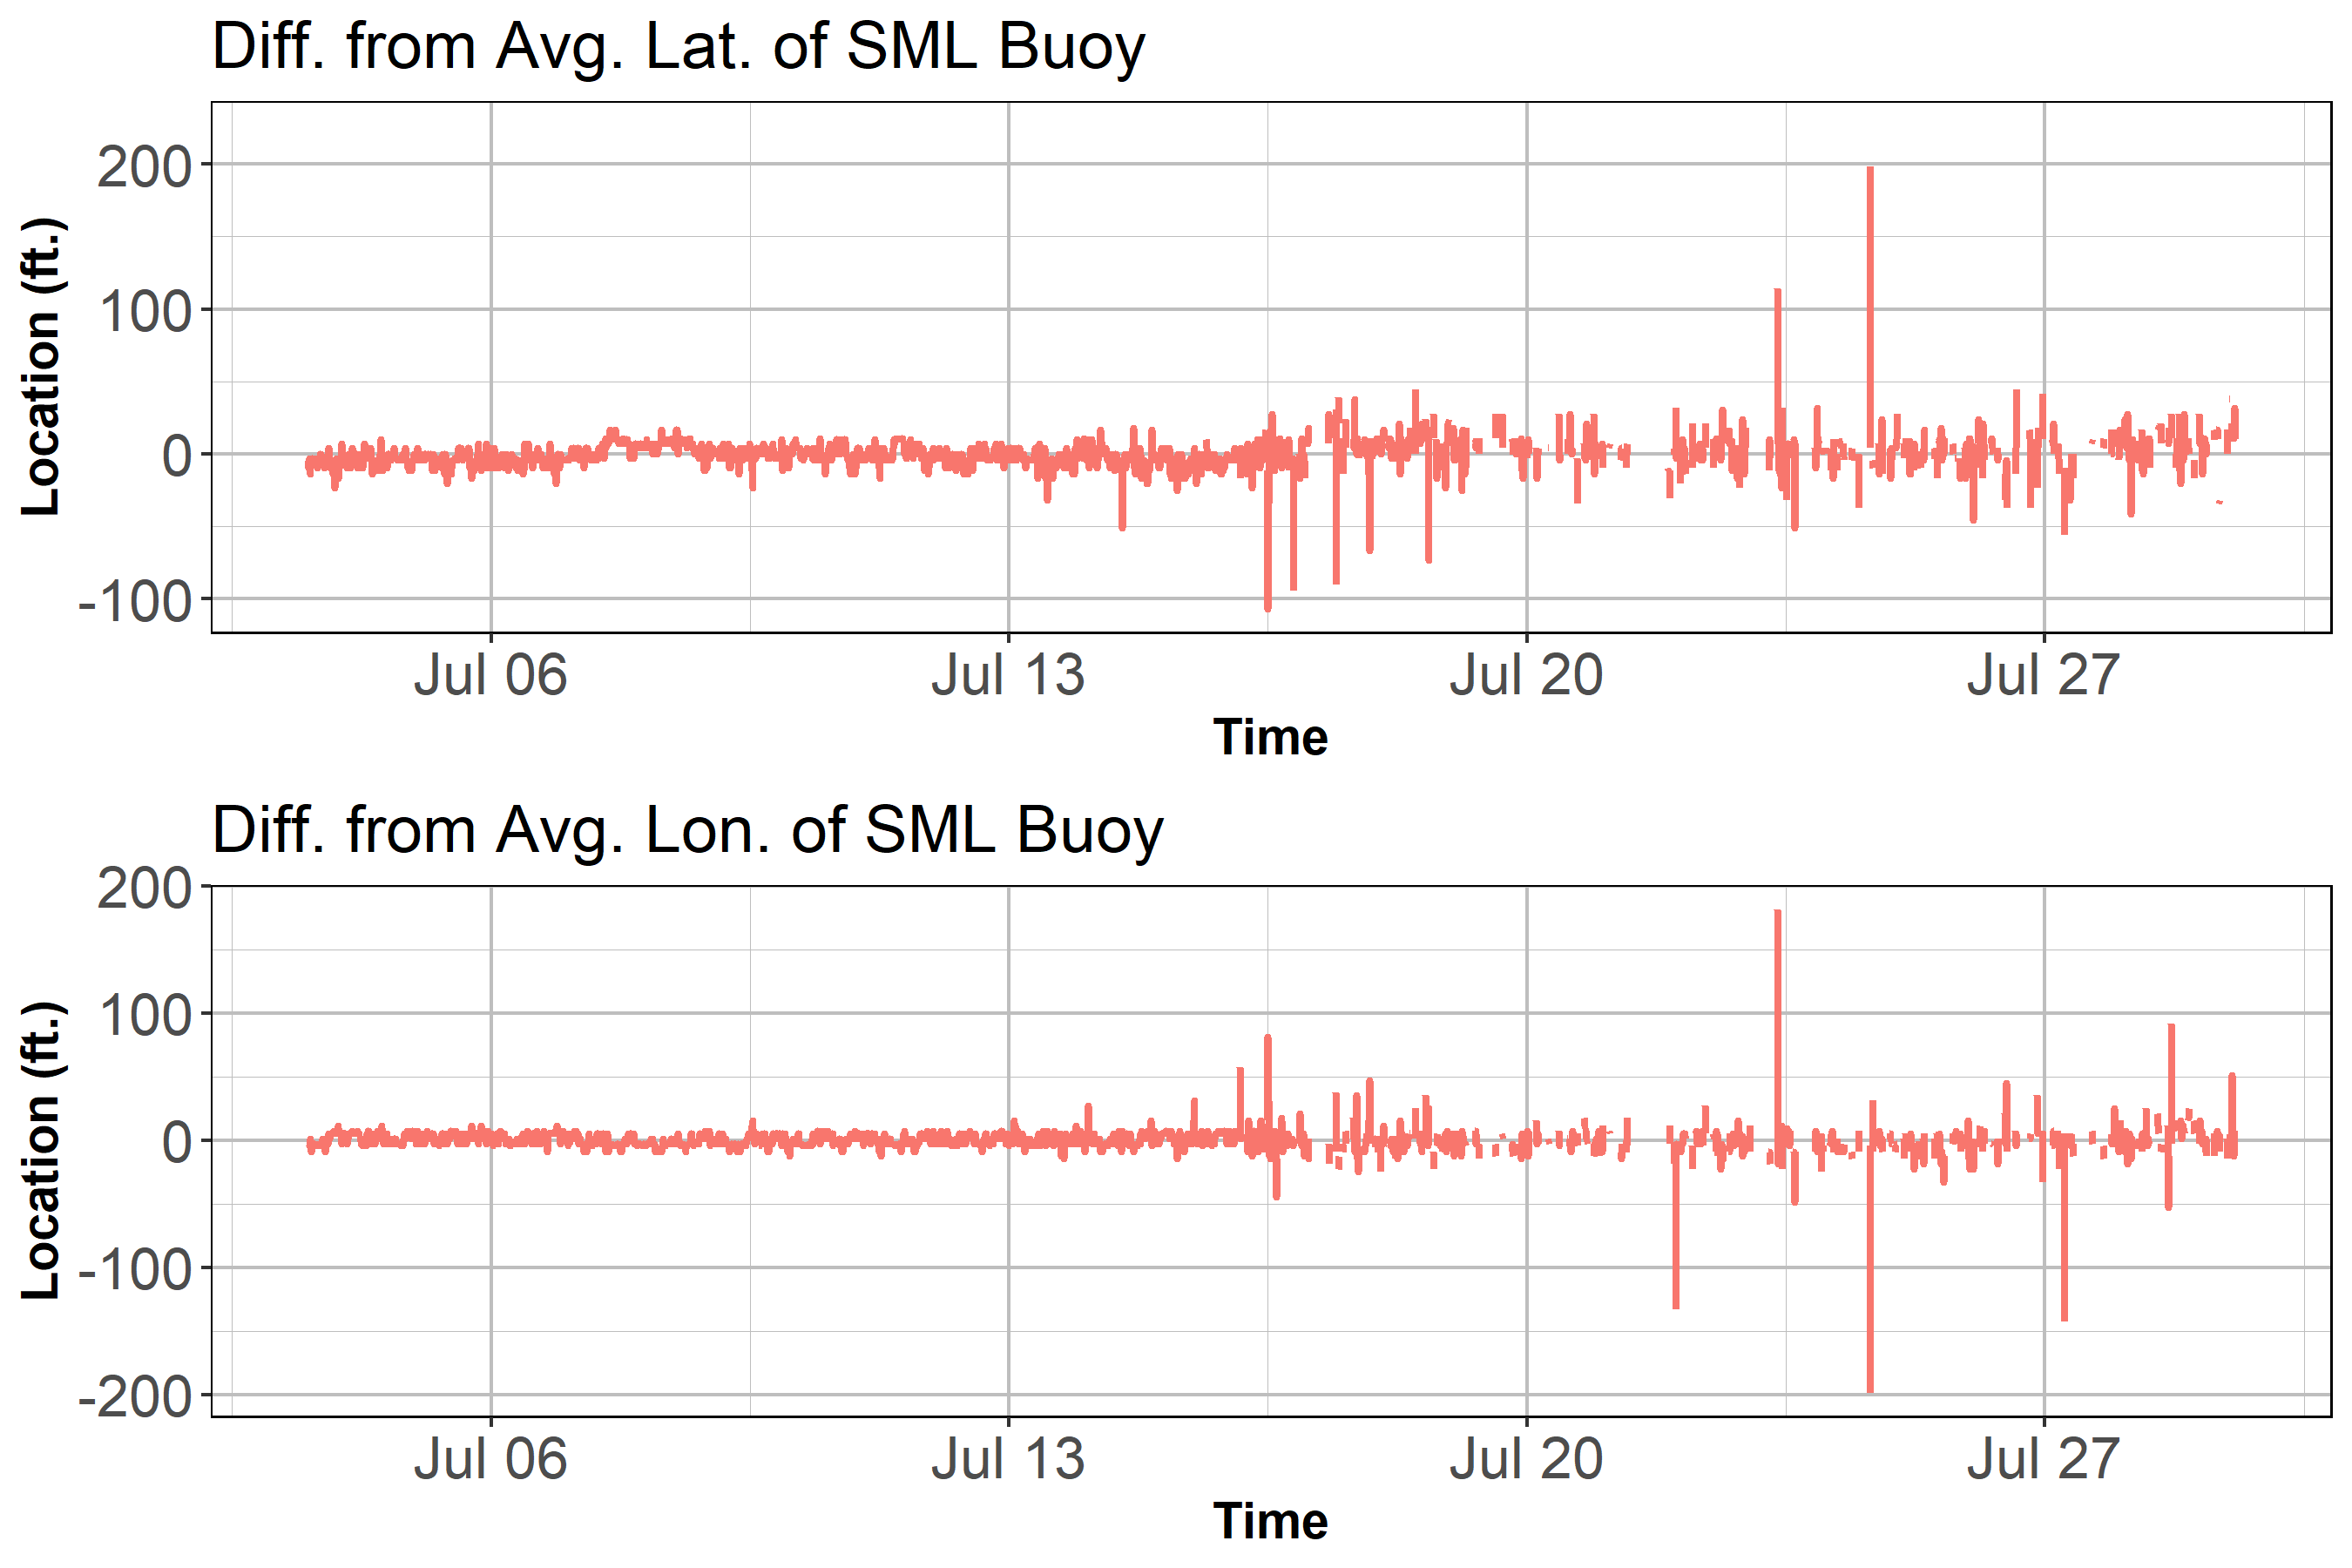 Diff. from Avg. Lat. of SML Buoy
200
100
0
-100
Location (ft.)
Jul 06 Jul 13 Jul 20 Jul 27
Time
Diff. from Avg. Lon. of SML Buoy
200
100
0
-100
-200
Location (ft.)
Jul 06 Jul 13 Jul 20 Jul 27
Time